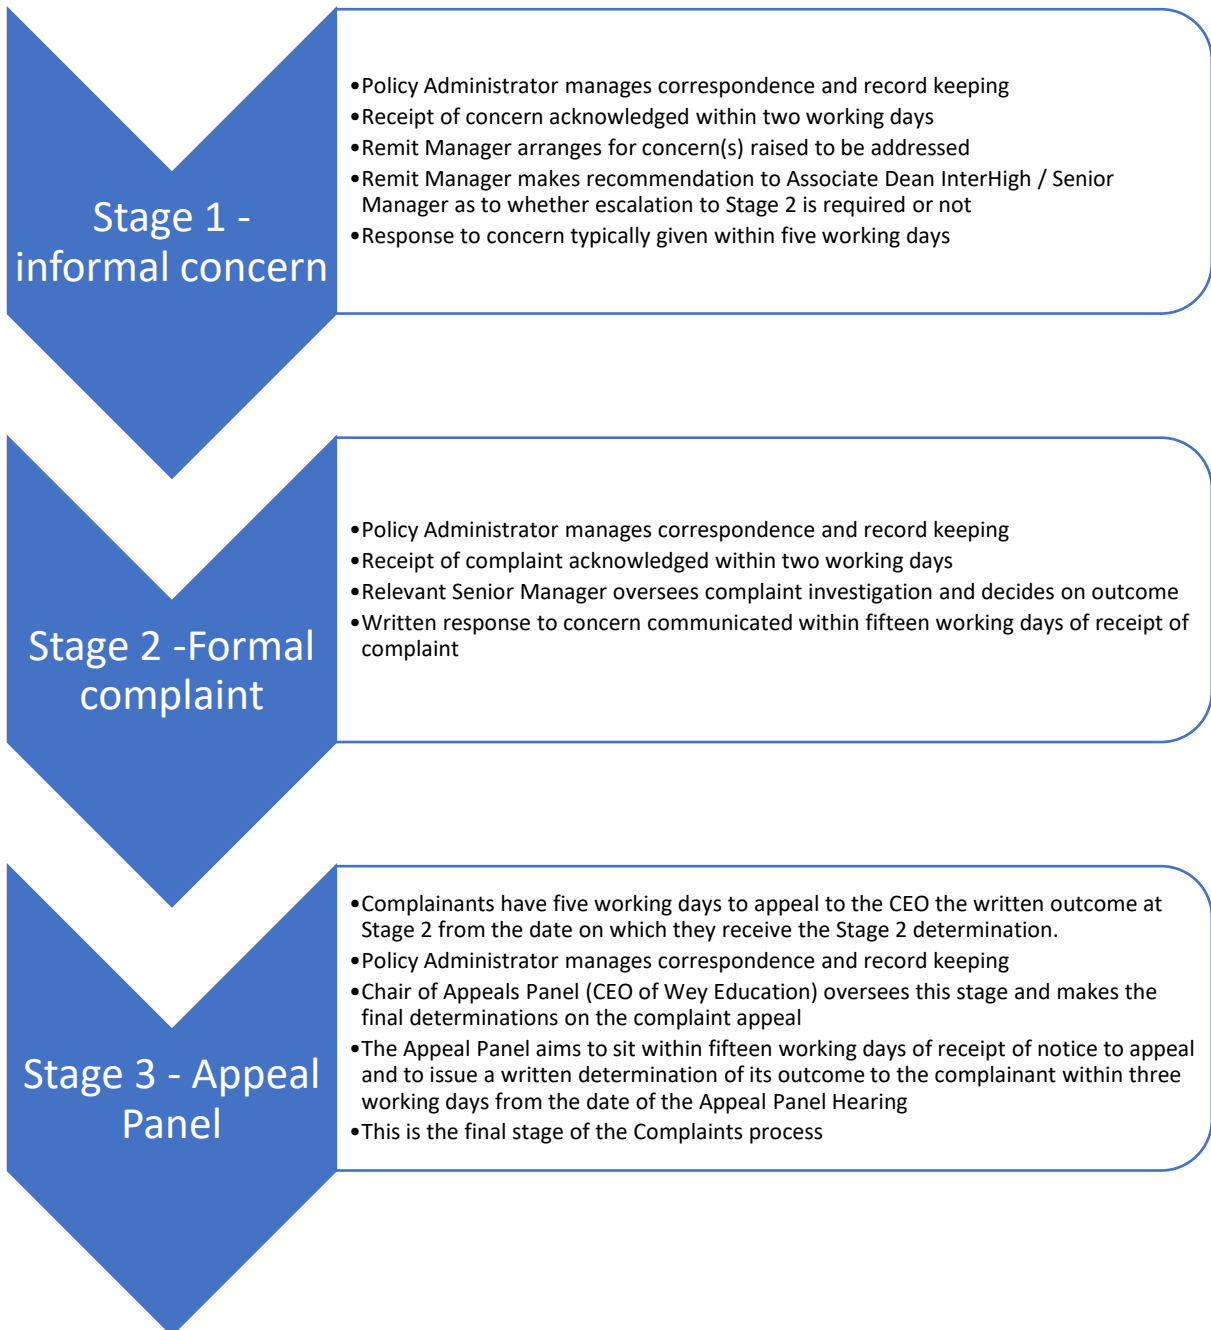 Stage 1 -
informal concern
•Policy Administrator manages correspondence and record keeping
•Receipt of concern acknowledged within two working days
•Remit Manager arranges for concern(s) raised to be addressed
•Remit Manager makes recommendation to Associate Dean InterHigh / Senior
Manager as to whether escalation to Stage 2 is required or not
•Response to concern typically given within five working days
Stage 2 -Formal
complaint
•Policy Administrator manages correspondence and record keeping
•Receipt of complaint acknowledged within two working days
•Relevant Senior Manager oversees complaint investigation and decides on outcome
•Written response to concern communicated within fifteen working days of receipt of
complaint
Stage 3 - Appeal
Panel
•Complainants have five working days to appeal to the CEO the written outcome at
Stage 2 from the date on which they receive the Stage 2 determination.
•Policy Administrator manages correspondence and record keeping
•Chair of Appeals Panel (CEO of Wey Education) oversees this stage and makes the
final determinations on the complaint appeal
•The Appeal Panel aims to sit within fifteen working days of receipt of notice to appeal
and to issue a written determination of its outcome to the complainant within three
working days from the date of the Appeal Panel Hearing
•This is the final stage of the Complaints process